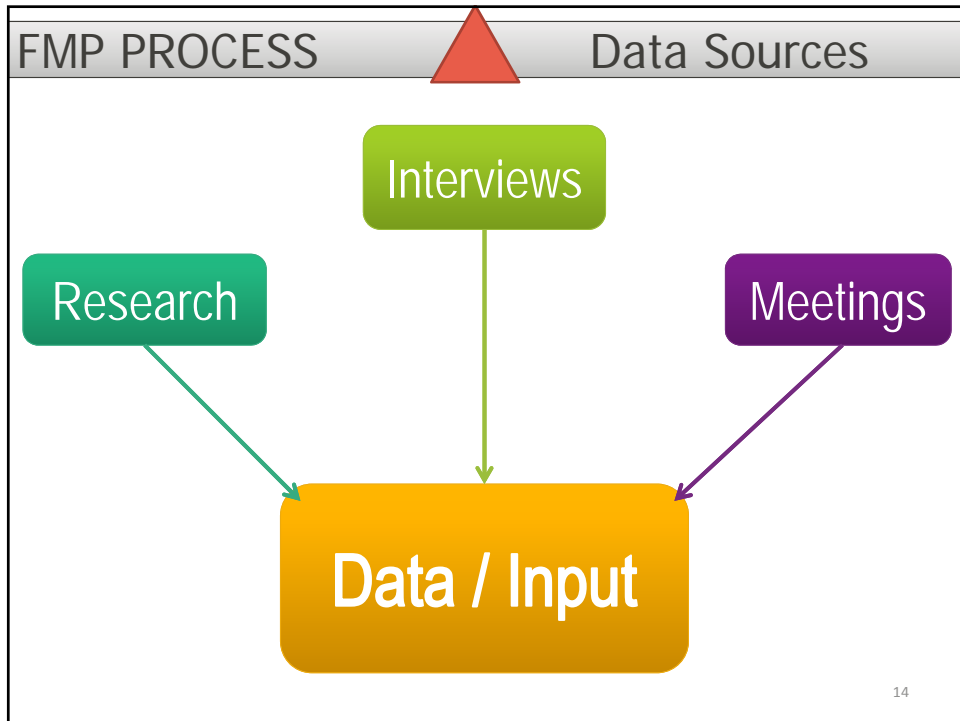 FMP PROCESS
Data Sources
Interviews
Research
Meetings
Data / Input
14